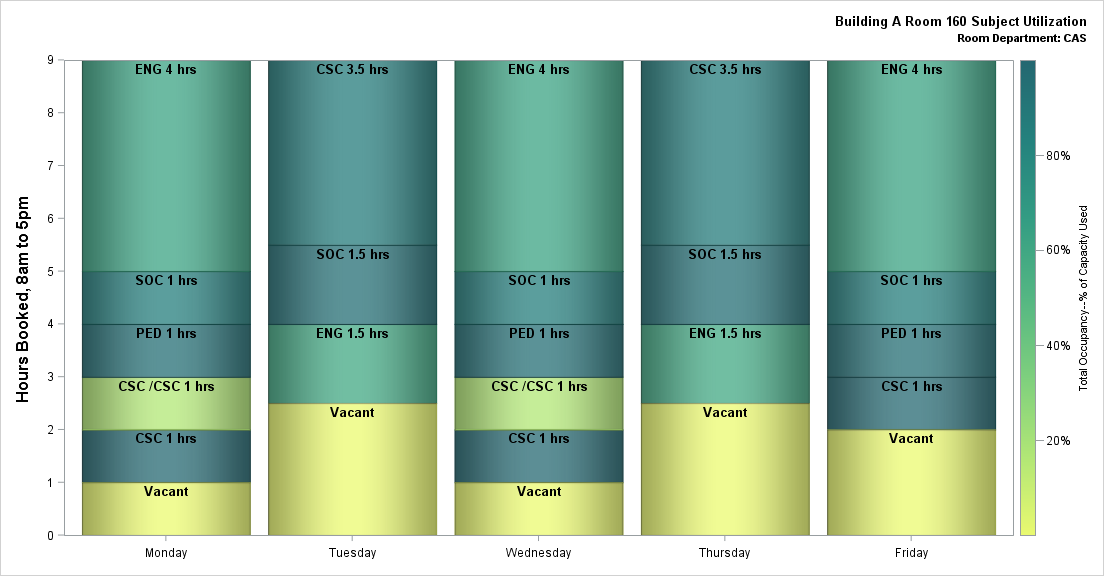 Building A Room 160 Subject Utilization
Room Department: CAS
Hours Booked, 8am to 5pm
9
8
7
6
5
4
3
2
1
0
ENG 4 hrs
SOC 1 hrs
PED 1 hrs
CSC /CSC 1 hrs
CSC 1 hrs
Vacant
Monday
CSC 3.5 hrs
SOC 1.5 hrs
ENG 1.5 hrs
Vacant
Tuesday
ENG 4 hrs
SOC 1 hrs
PED 1 hrs
CSC /CSC 1 hrs
CSC 1 hrs
Vacant
Wednesday
CSC 3.5 hrs
SOC 1.5 hrs
ENG 1.5 hrs
Vacant
Thursday
ENG 4 hrs
SOC 1 hrs
PED 1 hrs
CSC 1 hrs
Vacant
Friday
80%
60%
40%
20%
Total Occupancy--% of Capacity Used